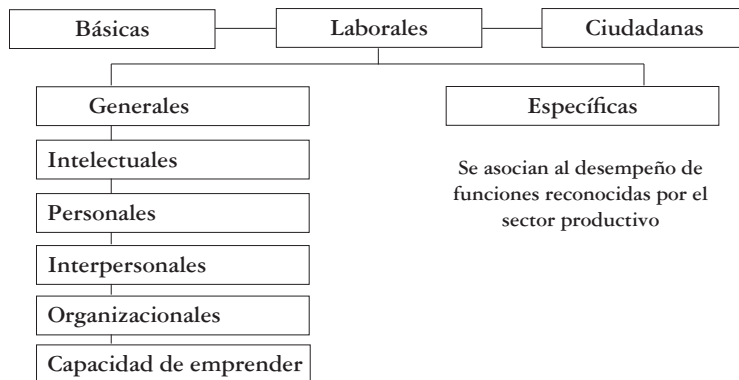 Básicas
Laborales
Ciudadanas
Generales
Específicas
Intelectuales
Se asocian al desempeño de
funciones reconocidas por el
sector productivo
Personales
Interpersonales
Organizacionales
Capacidad de emprender